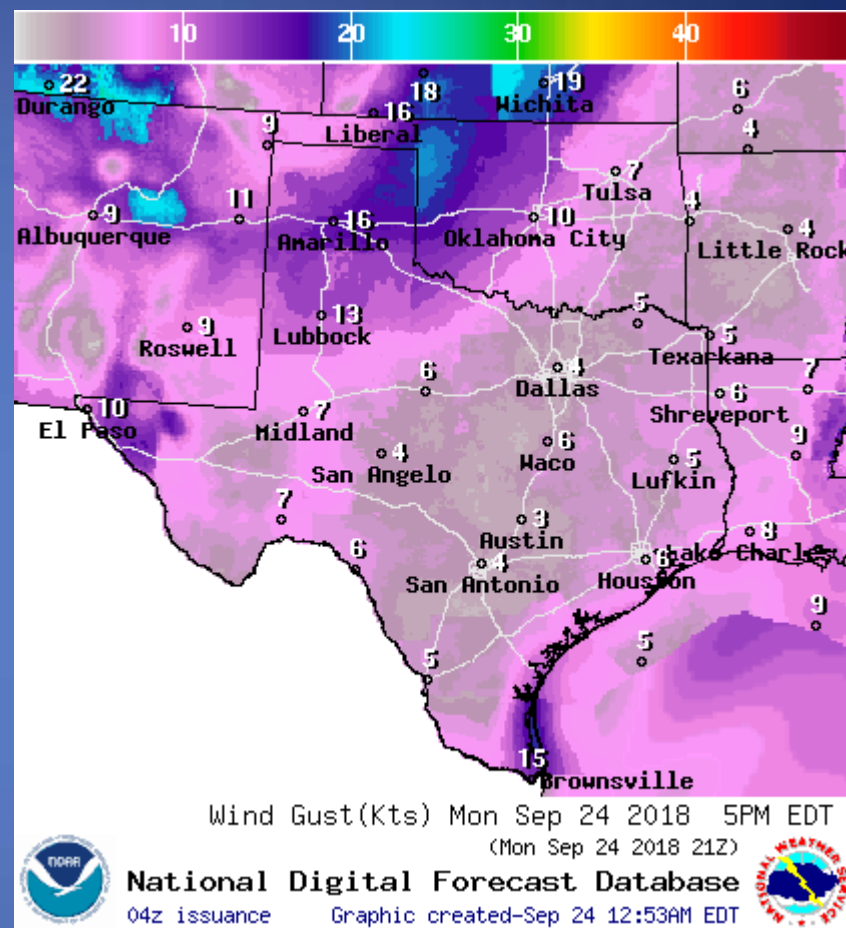 10 20 30 40
22
Durango
18
19
Wichita
6
16
Liberal
9
4
7
Tulsa
9
Albuquerque
11
16
Amarillo
10
Oklahoma City
4
4
Little Rock
9
Roswell
13
Lubbock
5
5
Texarkana
4
Dallas
6
6
Shreveport
7
10
El Paso
7
Midland
4
San Angelo
6
Waco
5
Lufkin
9
7
3
Austin
8
Lake Charles
6
4
San Antonio
6
Houston
9
5
5
15
Brownsville
Wind Gust(Kts) Mon Sep 24 2018 5PM EDT
(Mon Sep 24 2018 21Z)
NOAA
National Digital Forecast Database
04z issuance Graphic created-Sep 24 12:53AM EDT
NATIONAL WEATHER SERVICE